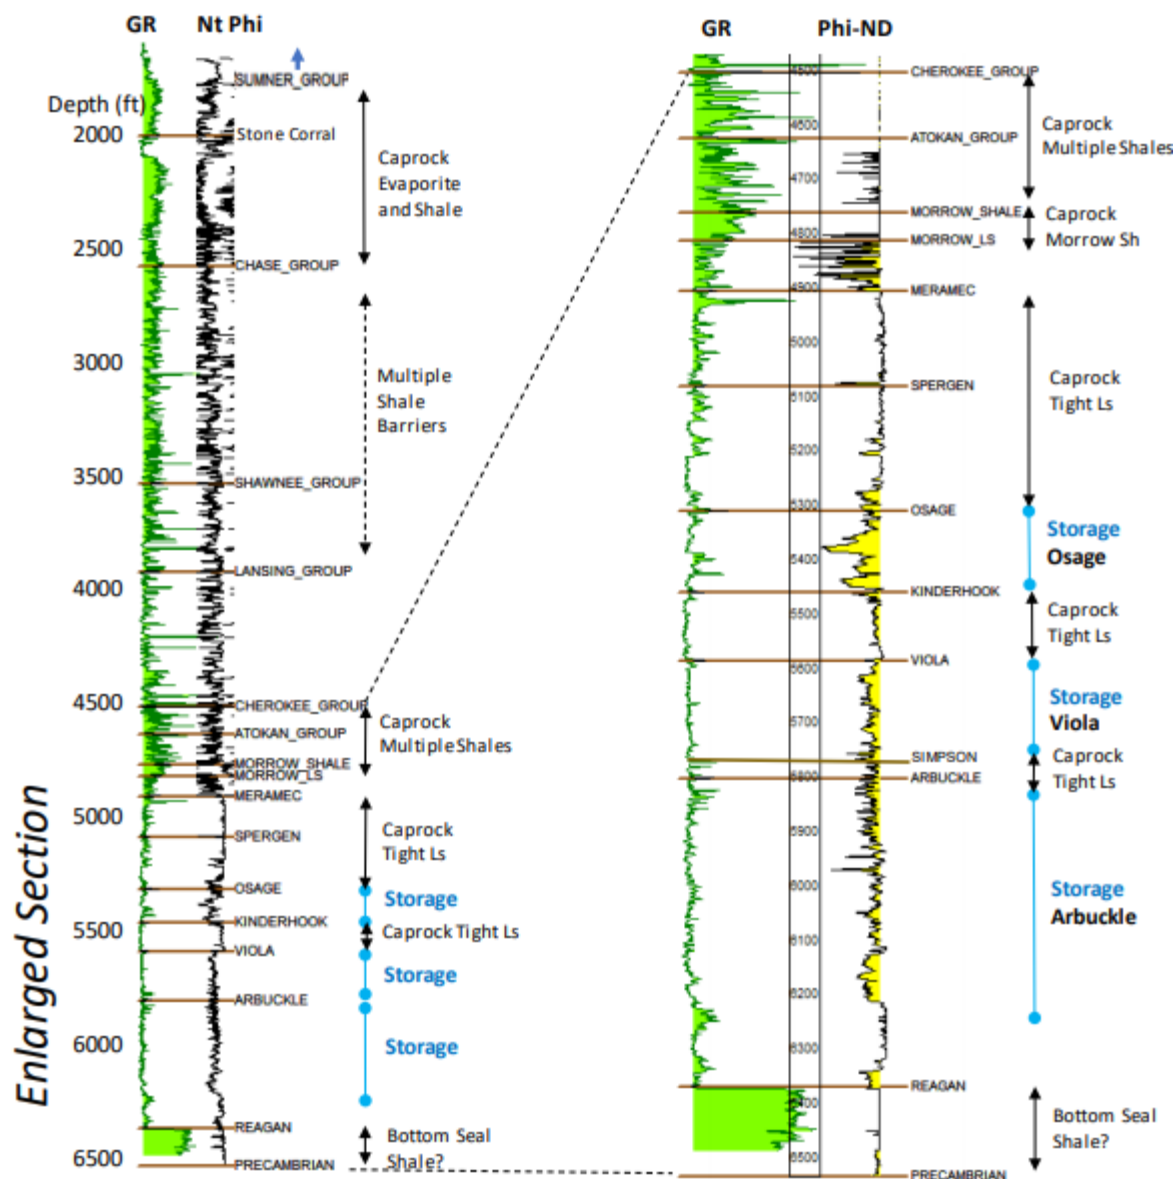 GR
Nt Phi
Depth (ft)
SUMNER_GROUP
2000
Stone Corral
Caprock
Evaporite
and Shale
2500
CHASE_GROUP
3000
Multiple
Shale
Barriers
3500
SHAWNEE_GROUP
LANSING_GROUP
4000
4500
CHEROKEE_GROUP
ATOKAN_GROUP
Caprock
Multiple Shales
MORROW_SHALE
MORROW_LS
MERAMEC
5000
SPERGEN
Caprock
Tight Ls
OSAGE
Storage
KINDERHOOK
5500
Caprock Tight Ls
VIOLA
Storage
ARBUCKLE
6000
Storage
REAGAN
Bottom Seal
Shale?
6500
PRECAMBRIAN
Enlarged Section
GR
Phi-ND
4500
CHEROKEE_GROUP
4600
ATOKAN_GROUP
Caprock
Multiple Shales
4700
MORROW_SHALE
4800
MORROW_LS
Caprock
Morrow Sh
4900
MERAMEC
5000
SPERGEN
5100
Caprock
Tight Ls
5200
5300
OSAGE
Storage
Osage
5400
KINDERHOOK
5500
Caprock
Tight Ls
VIOLA
5600
Storage
Viola
5700
SIMPSON
5800
ARBUCKLE
Caprock
Tight Ls
5900
6000
Storage
Arbuckle
6100
6200
6300
REAGAN
6400
Bottom Seal
Shale?
6500
PRECAMBRIAN